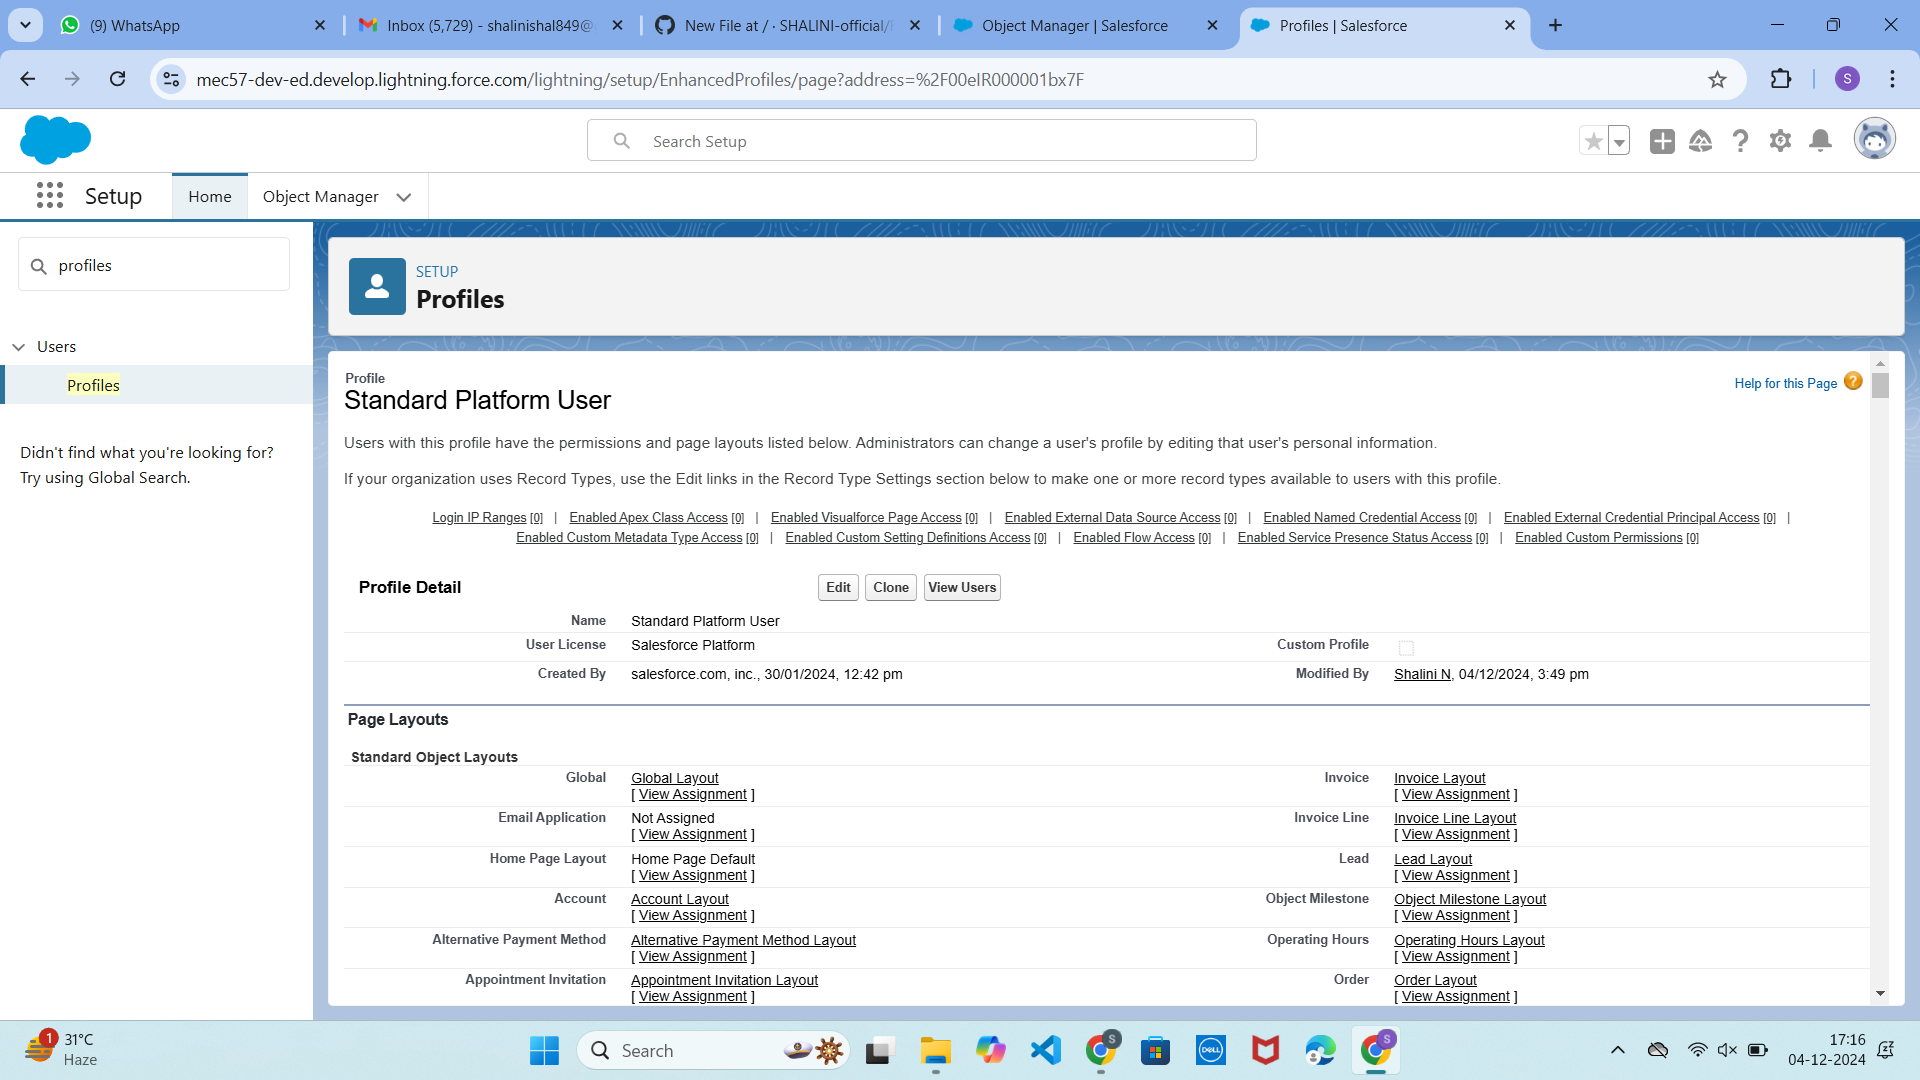 (9) WhatsApp
Inbox (5,729) - shalinishal849@
New File at / · SHALINI-official/
Object Manager | Salesforce
Profiles | Salesforce
mec57-dev-ed.develop.lightning.force.com/lightning/setup/EnhancedProfiles/page?address=%2F00eIR000001bx7F
S
Search Setup
Setup
Home
Object Manager
profiles
Users
Profiles
Didn't find what you're looking for?
Try using Global Search.
SETUP
Profiles
Profile
Standard Platform User
Help for this Page
Users with this profile have the permissions and page layouts listed below. Administrators can change a user's profile by editing that user's personal information.
If your organization uses Record Types, use the Edit links in the Record Type Settings section below to make one or more record types available to users with this profile.
Login IP Ranges [0] | Enabled Apex Class Access [0] | Enabled Visualforce Page Access [0] | Enabled External Data Source Access [0] | Enabled Named Credential Access [0] | Enabled External Credential Principal Access [0] |
Enabled Custom Metadata Type Access [0] | Enabled Custom Setting Definitions Access [0] | Enabled Flow Access [0] | Enabled Service Presence Status Access [0] | Enabled Custom Permissions [0]
Profile Detail
Edit Clone View Users
Name Standard Platform User
User License Salesforce Platform Custom Profile
Created By salesforce.com, inc., 30/01/2024, 12:42 pm Modified By Shalini N, 04/12/2024, 3:49 pm
Page Layouts
Standard Object Layouts
Global Global Layout Invoice Invoice Layout
[ View Assignment ] [ View Assignment ]
Email Application Not Assigned Invoice Line Invoice Line Layout
[ View Assignment ] [ View Assignment ]
Home Page Layout Home Page Default Lead Lead Layout
[ View Assignment ] [ View Assignment ]
Account Account Layout Object Milestone Object Milestone Layout
[ View Assignment ] [ View Assignment ]
Alternative Payment Method Alternative Payment Method Layout Operating Hours Operating Hours Layout
[ View Assignment ] [ View Assignment ]
Appointment Invitation Appointment Invitation Layout Order Order Layout
[ View Assignment ] [ View Assignment ]
1
31°C
Haze
Search
S
DELL
S
17:16
04-12-2024